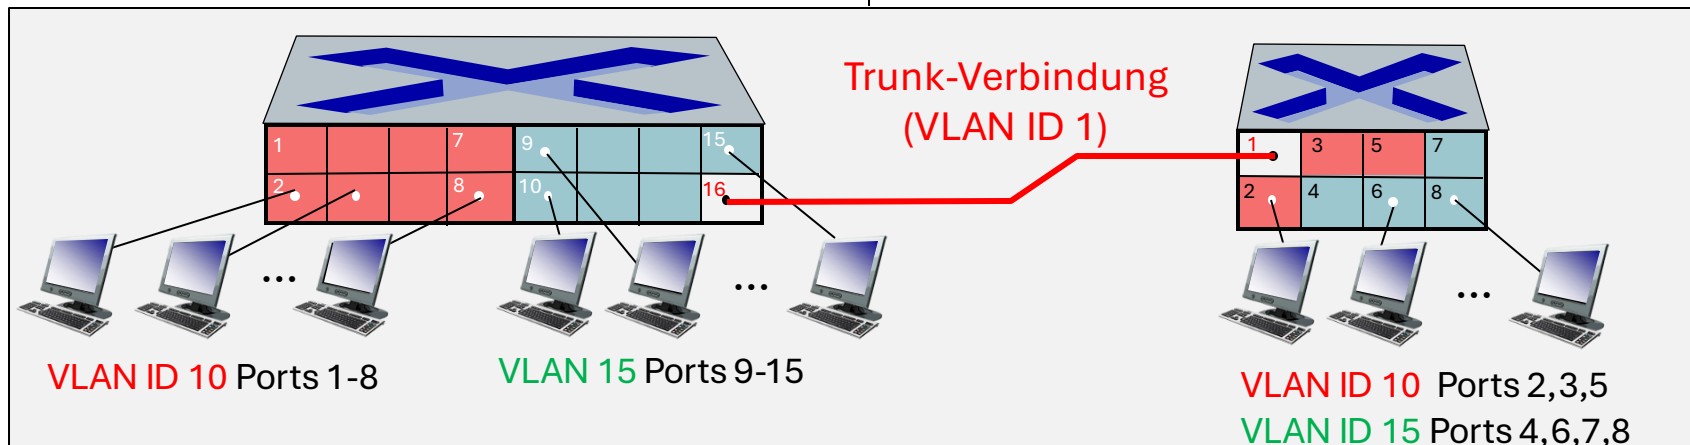 Trunk-Verbindung
(VLAN ID 1)
1 7 9 15
2 8 10 16
1 3 5 7
2 4 6 8
... ... ...
VLAN ID 10 Ports 1-8
VLAN 15 Ports 9-15
VLAN ID 10 Ports 2,3,5
VLAN ID 15 Ports 4,6,7,8